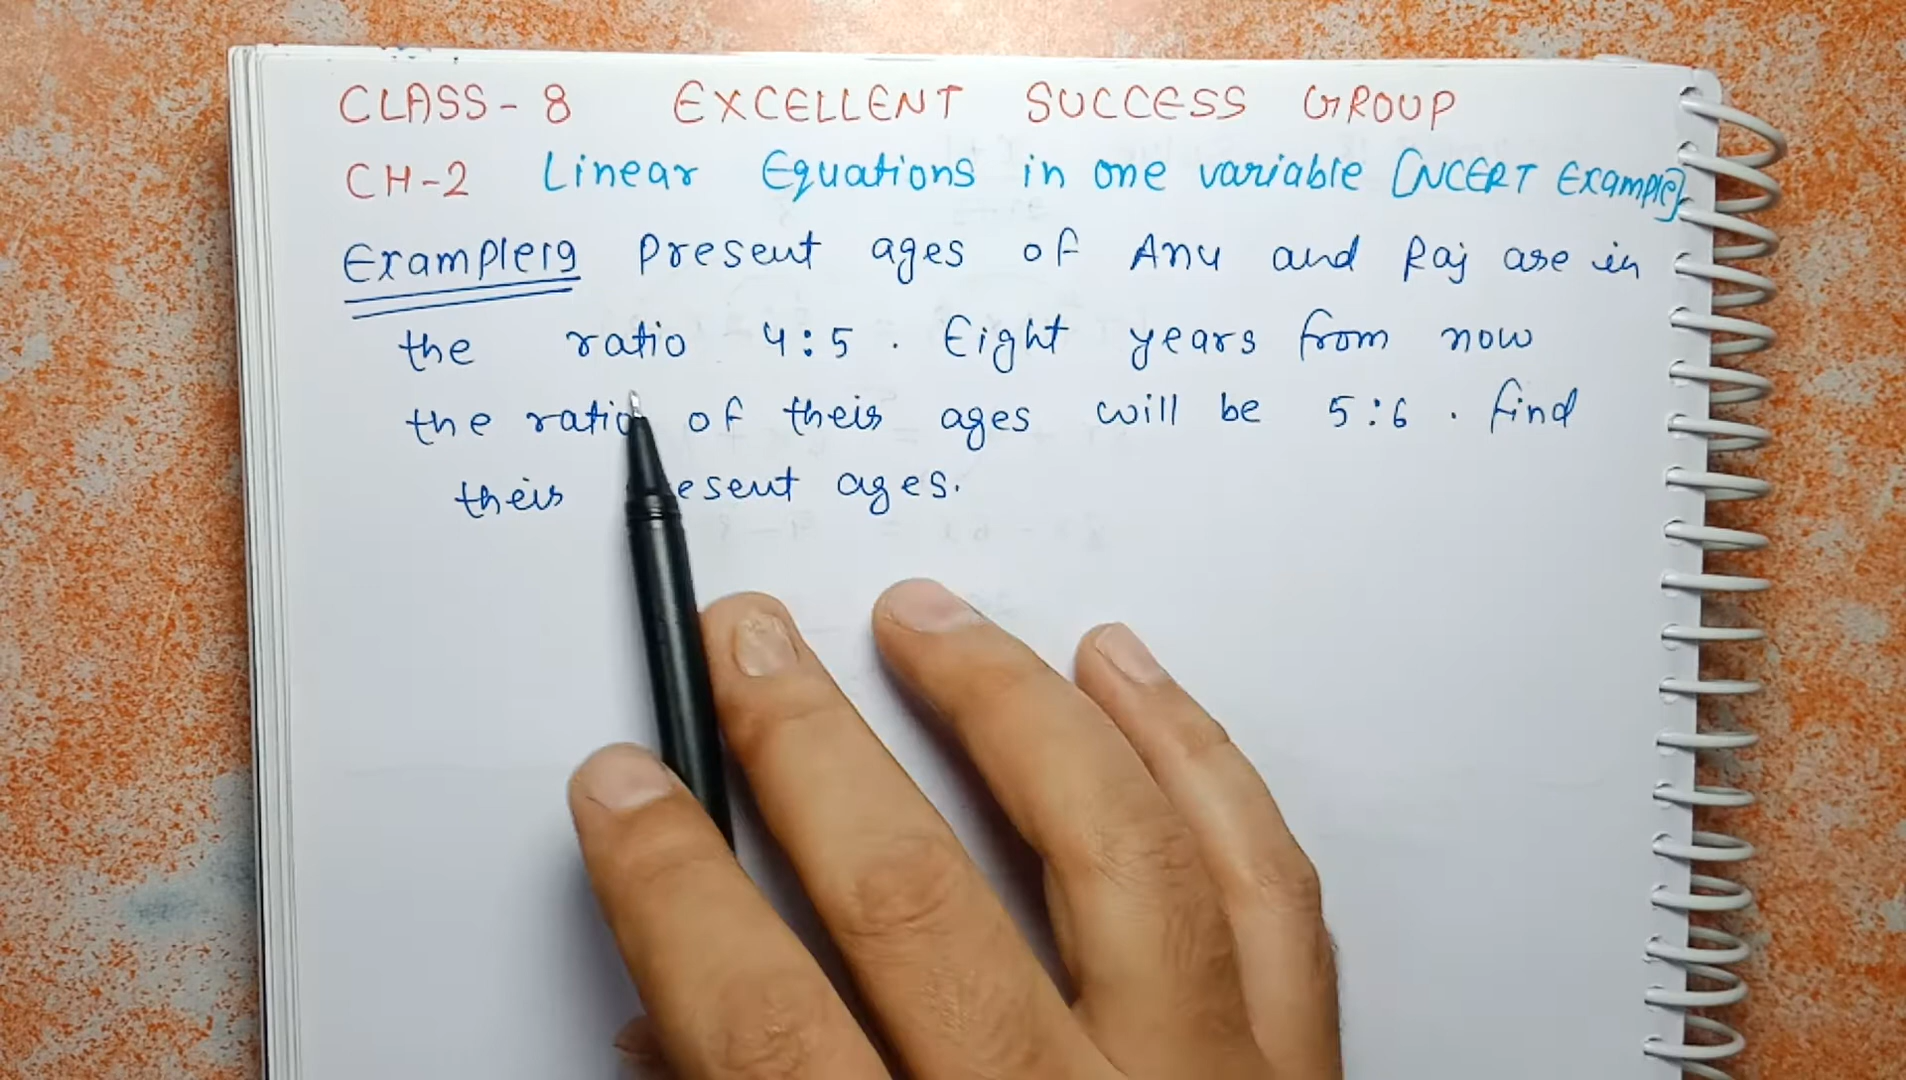 CLASS - 8 EXCELLENT SUCCESS GROUP
CH-2 Linear Equations in one variable [NCERT Example]
Example19 Present ages of Anu and Raj are in
the ratio 4:5. Eight years from now
the ratio of their ages will be 5:6. find
their esent ages.